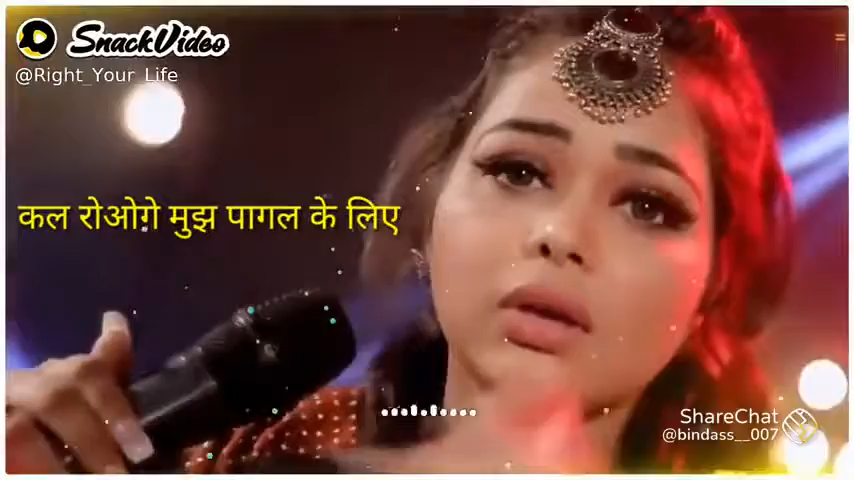 SnackVideo
@Right_Your_Life
कल रोओगे मुझ पागल के लिए
ShareChat
@bindass__007